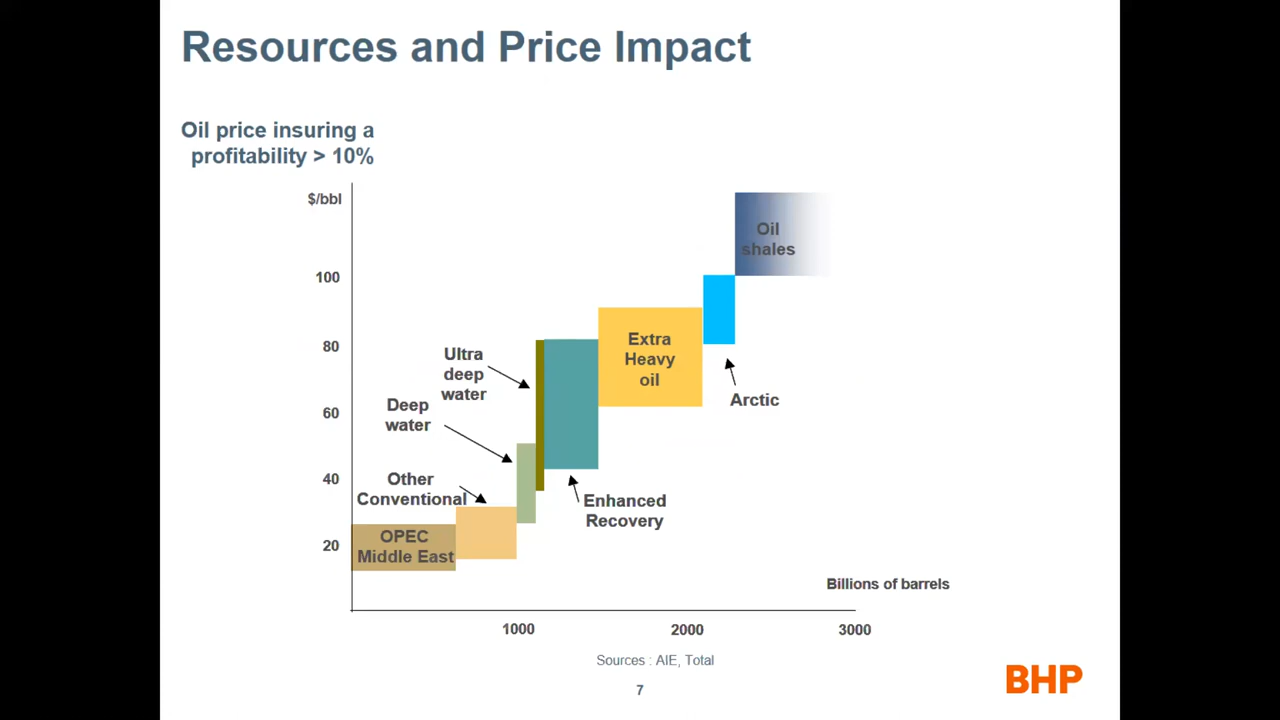 Resources and Price Impact
Oil price insuring a
profitability > 10%
$/bbl
100
80
60
40
20
Oil
shales
Extra
Heavy
oil
Arctic
Ultra
deep
water
Deep
water
Other
Conventional
OPEC
Middle East
Enhanced
Recovery
Billions of barrels
1000
2000
3000
Sources : AIE, Total
7
BHP